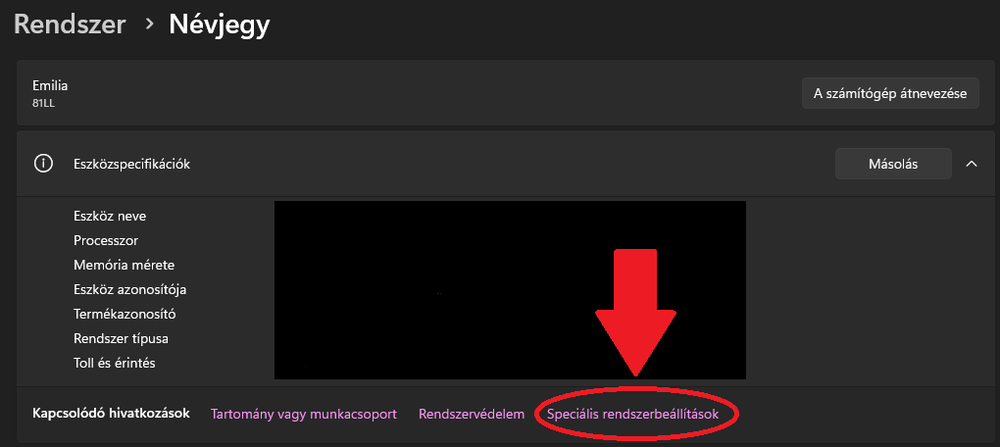 Rendszer > Névjegy
Emilia
81LL
A számítógép átnevezése
Eszközspecifikációk
Másolás
Eszköz neve
Processzor
Memória mérete
Eszköz azonosítója
Termékazonosító
Rendszer típusa
Toll és érintés
Kapcsolódó hivatkozások Tartomány vagy munkacsoport Rendszervédelem Speciális rendszerbeállítások